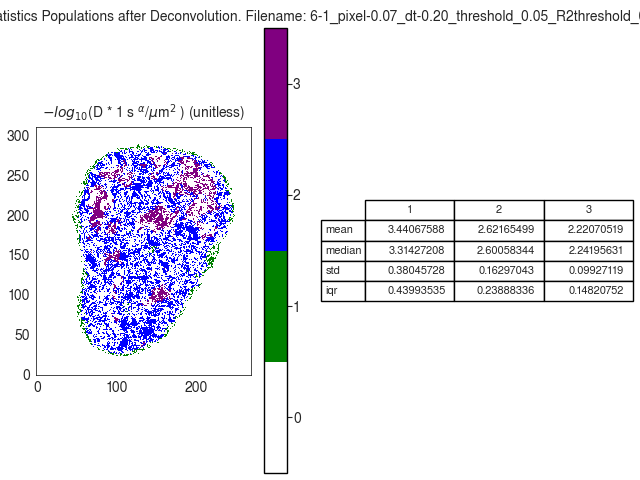 atistics Populations after Deconvolution. Filename: 6-1_pixel-0.07_dt-0.20_threshold_0.05_R2threshold_
−log₁₀(D * 1 s ᵅ/μm² ) (unitless)
300
250
200
150
100
50
0
0 100 200
3
2
1
0
1 2 3
mean 3.44067588 2.62165499 2.22070519
median 3.31427208 2.60058344 2.24195631
std 0.38045728 0.16297043 0.09927119
iqr 0.43993535 0.23888336 0.14820752